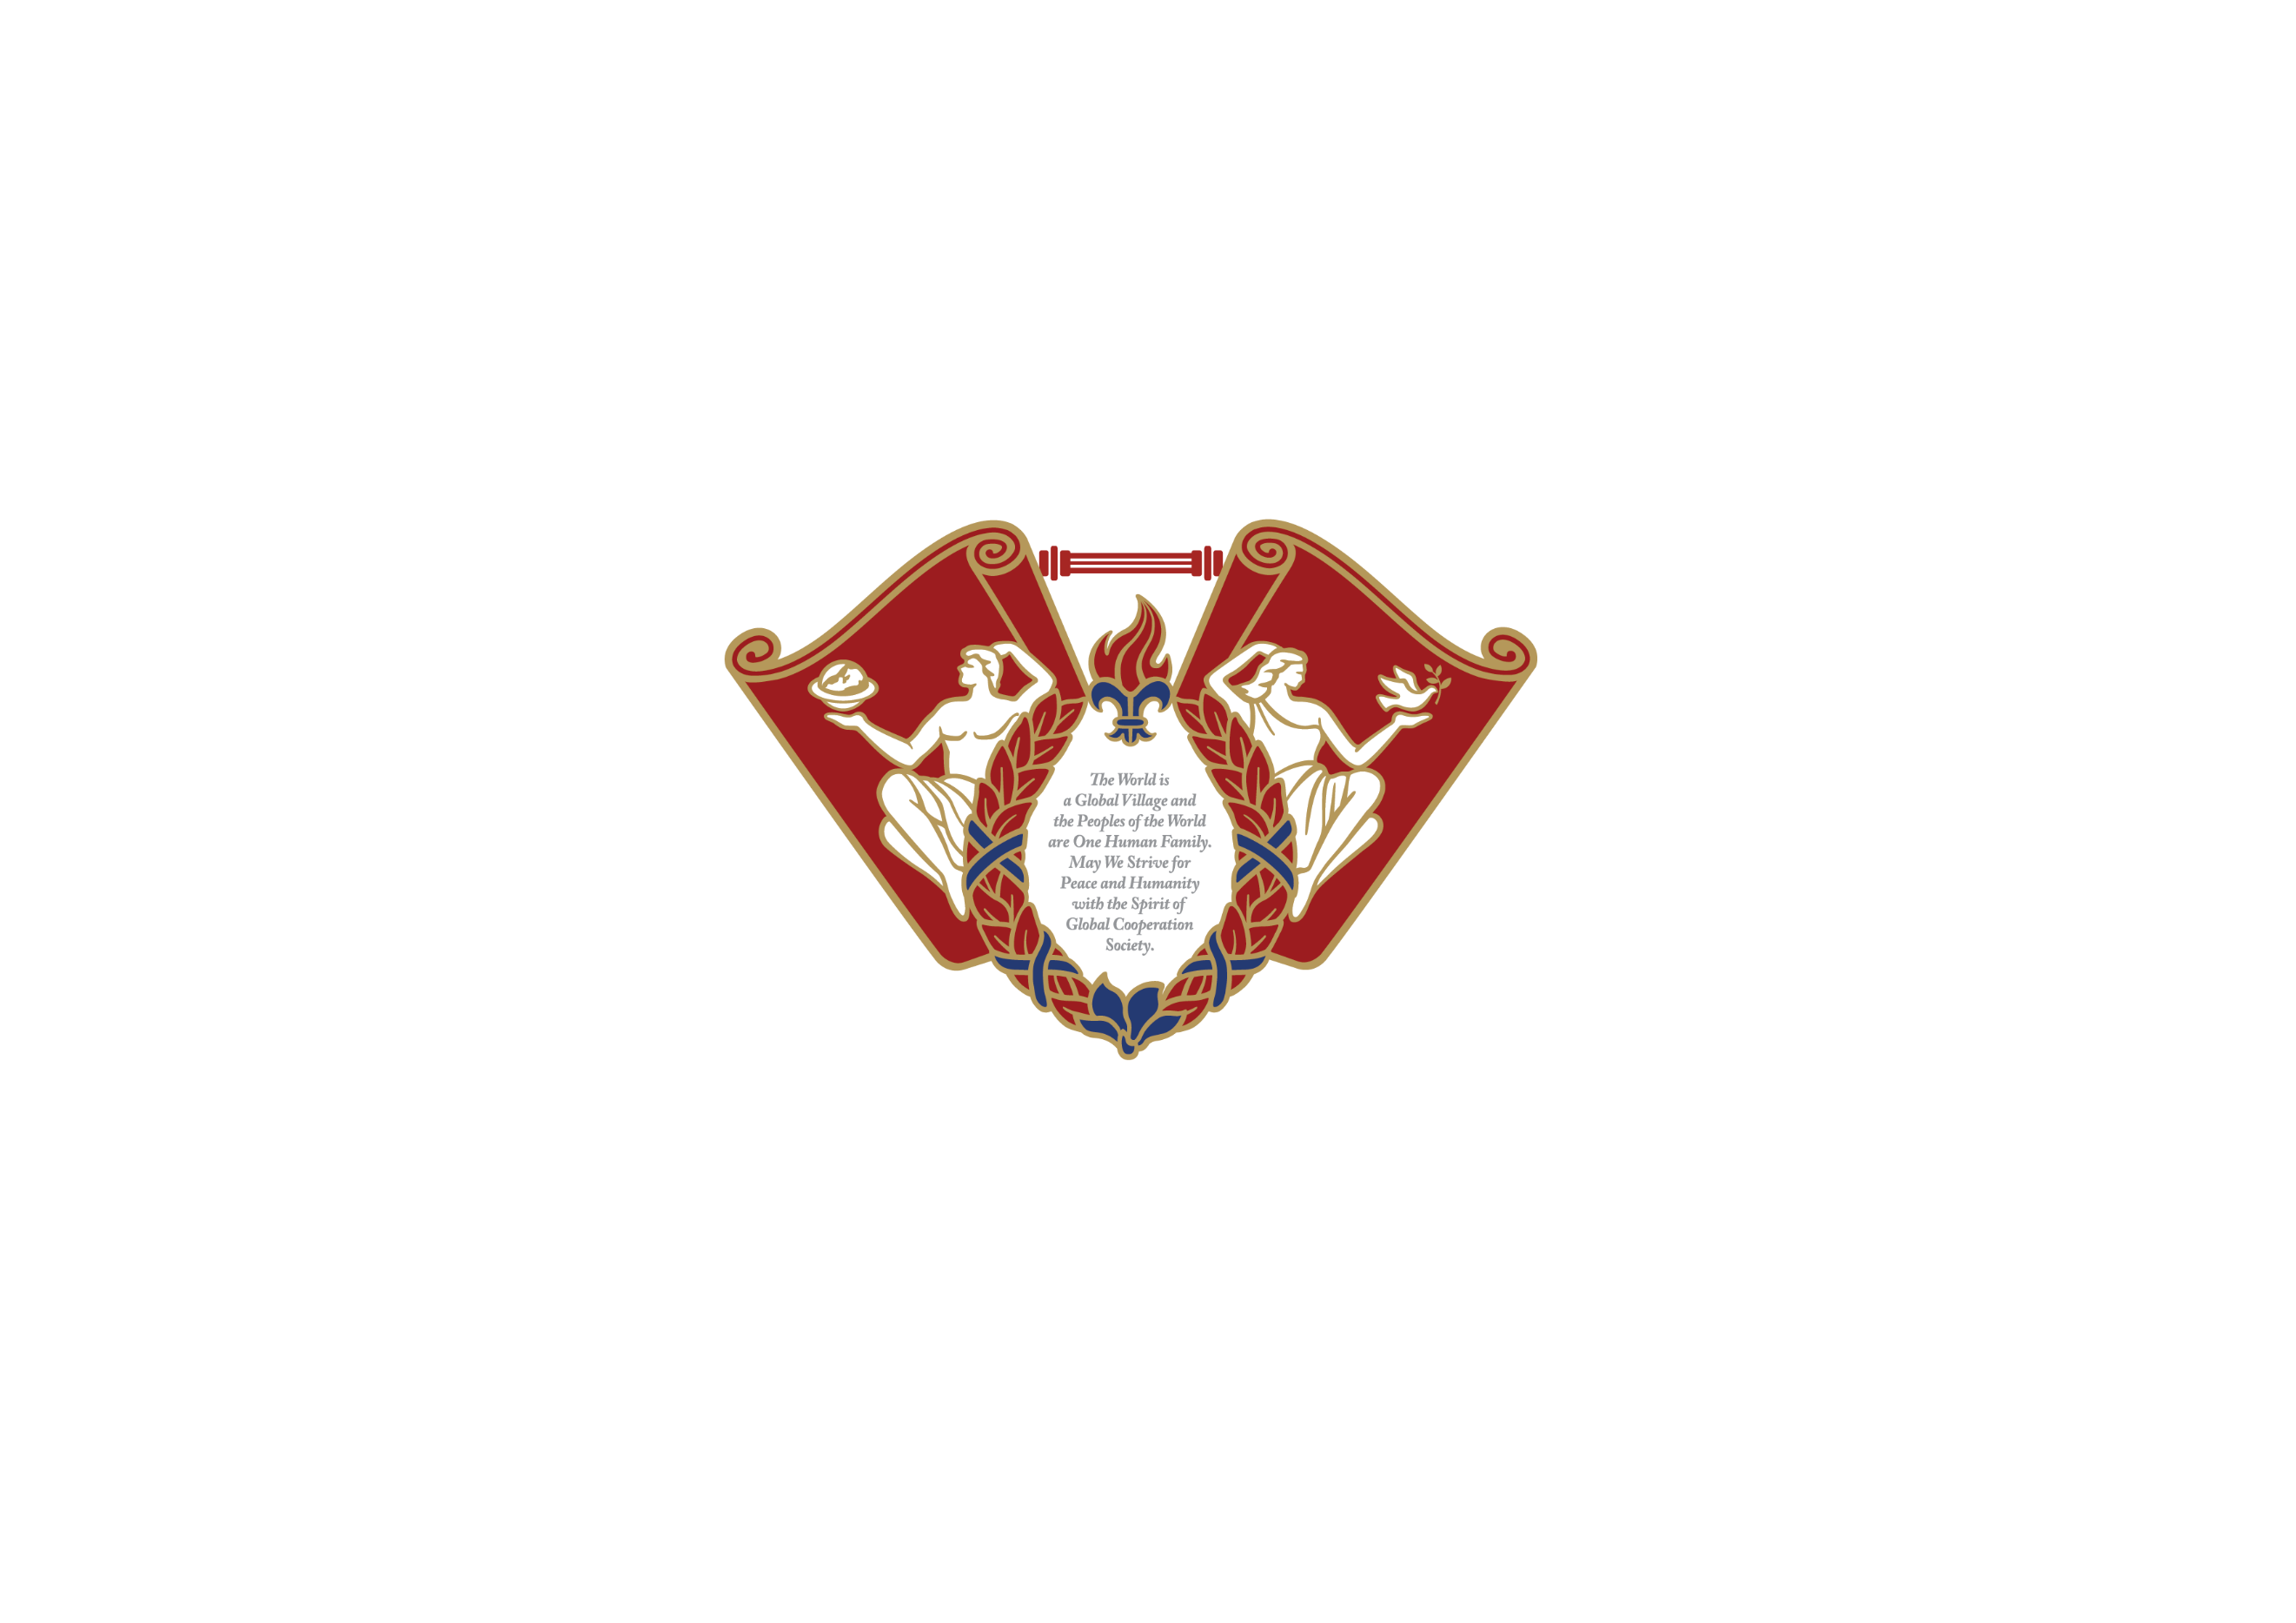 The World is
a Global Village and
the Peoples of the World
are One Human Family.
May We Strive for
Peace and Humanity
with the Spirit of
Global Cooperation
Society.